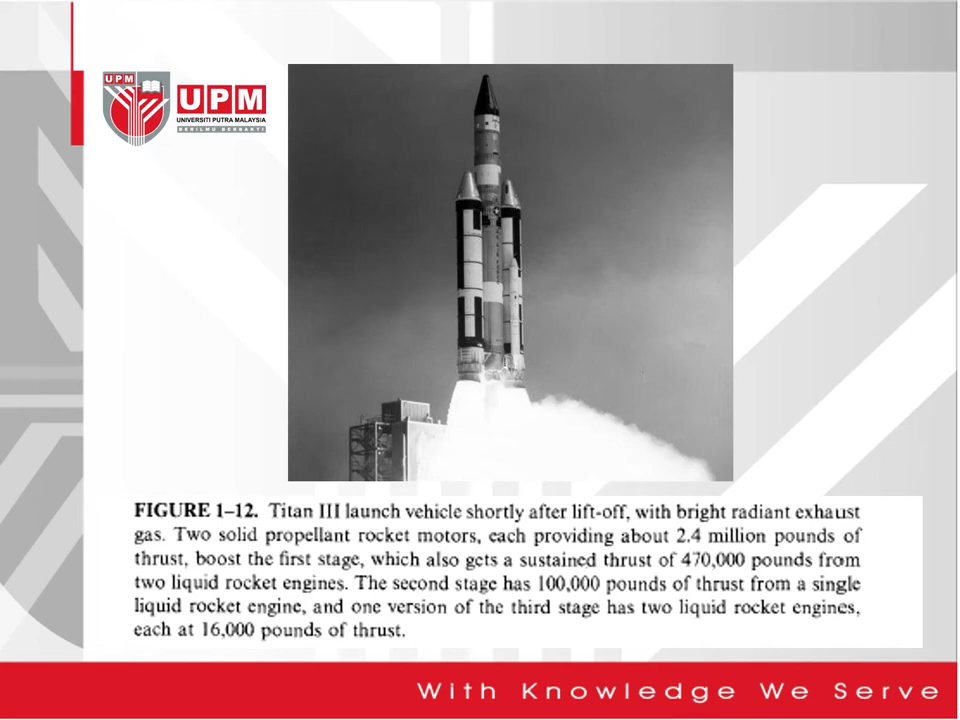 UPM
UPM
UNIVERSITI PUTRA MALAYSIA
BERILMU BERBAKTI
FIGURE 1–12. Titan III launch vehicle shortly after lift-off, with bright radiant exhaust
gas. Two solid propellant rocket motors, each providing about 2.4 million pounds of
thrust, boost the first stage, which also gets a sustained thrust of 470,000 pounds from
two liquid rocket engines. The second stage has 100,000 pounds of thrust from a single
liquid rocket engine, and one version of the third stage has two liquid rocket engines,
each at 16,000 pounds of thrust.
With Knowledge We Serve